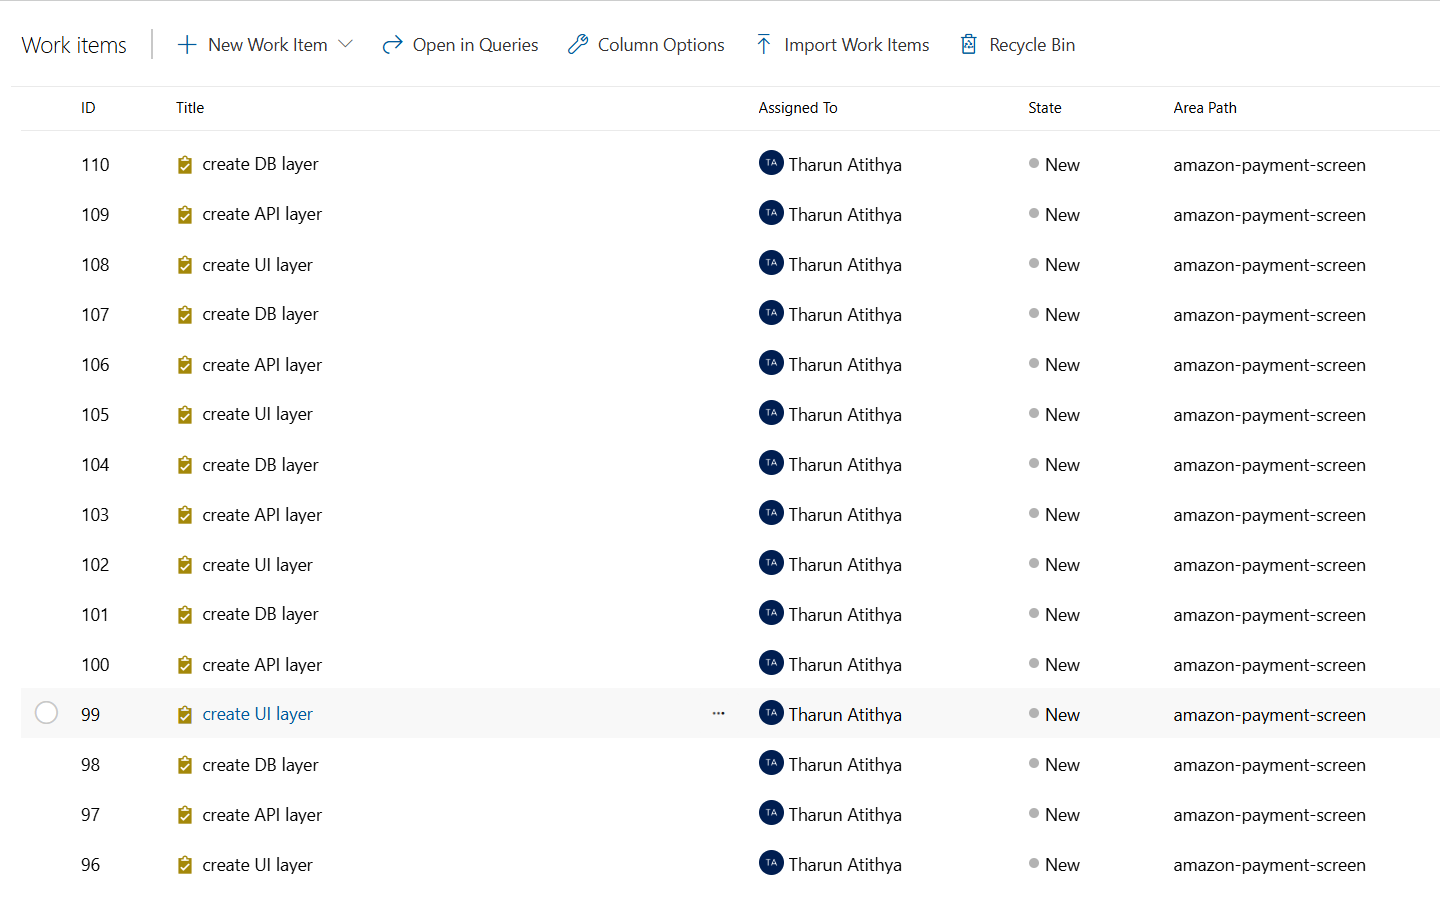 Work items New Work Item Open in Queries Column Options Import Work Items Recycle Bin
ID Title Assigned To State Area Path
110 create DB layer TA Tharun Atithya New amazon-payment-screen
109 create API layer TA Tharun Atithya New amazon-payment-screen
108 create UI layer TA Tharun Atithya New amazon-payment-screen
107 create DB layer TA Tharun Atithya New amazon-payment-screen
106 create API layer TA Tharun Atithya New amazon-payment-screen
105 create UI layer TA Tharun Atithya New amazon-payment-screen
104 create DB layer TA Tharun Atithya New amazon-payment-screen
103 create API layer TA Tharun Atithya New amazon-payment-screen
102 create UI layer TA Tharun Atithya New amazon-payment-screen
101 create DB layer TA Tharun Atithya New amazon-payment-screen
100 create API layer TA Tharun Atithya New amazon-payment-screen
99 create UI layer ... TA Tharun Atithya New amazon-payment-screen
98 create DB layer TA Tharun Atithya New amazon-payment-screen
97 create API layer TA Tharun Atithya New amazon-payment-screen
96 create UI layer TA Tharun Atithya New amazon-payment-screen